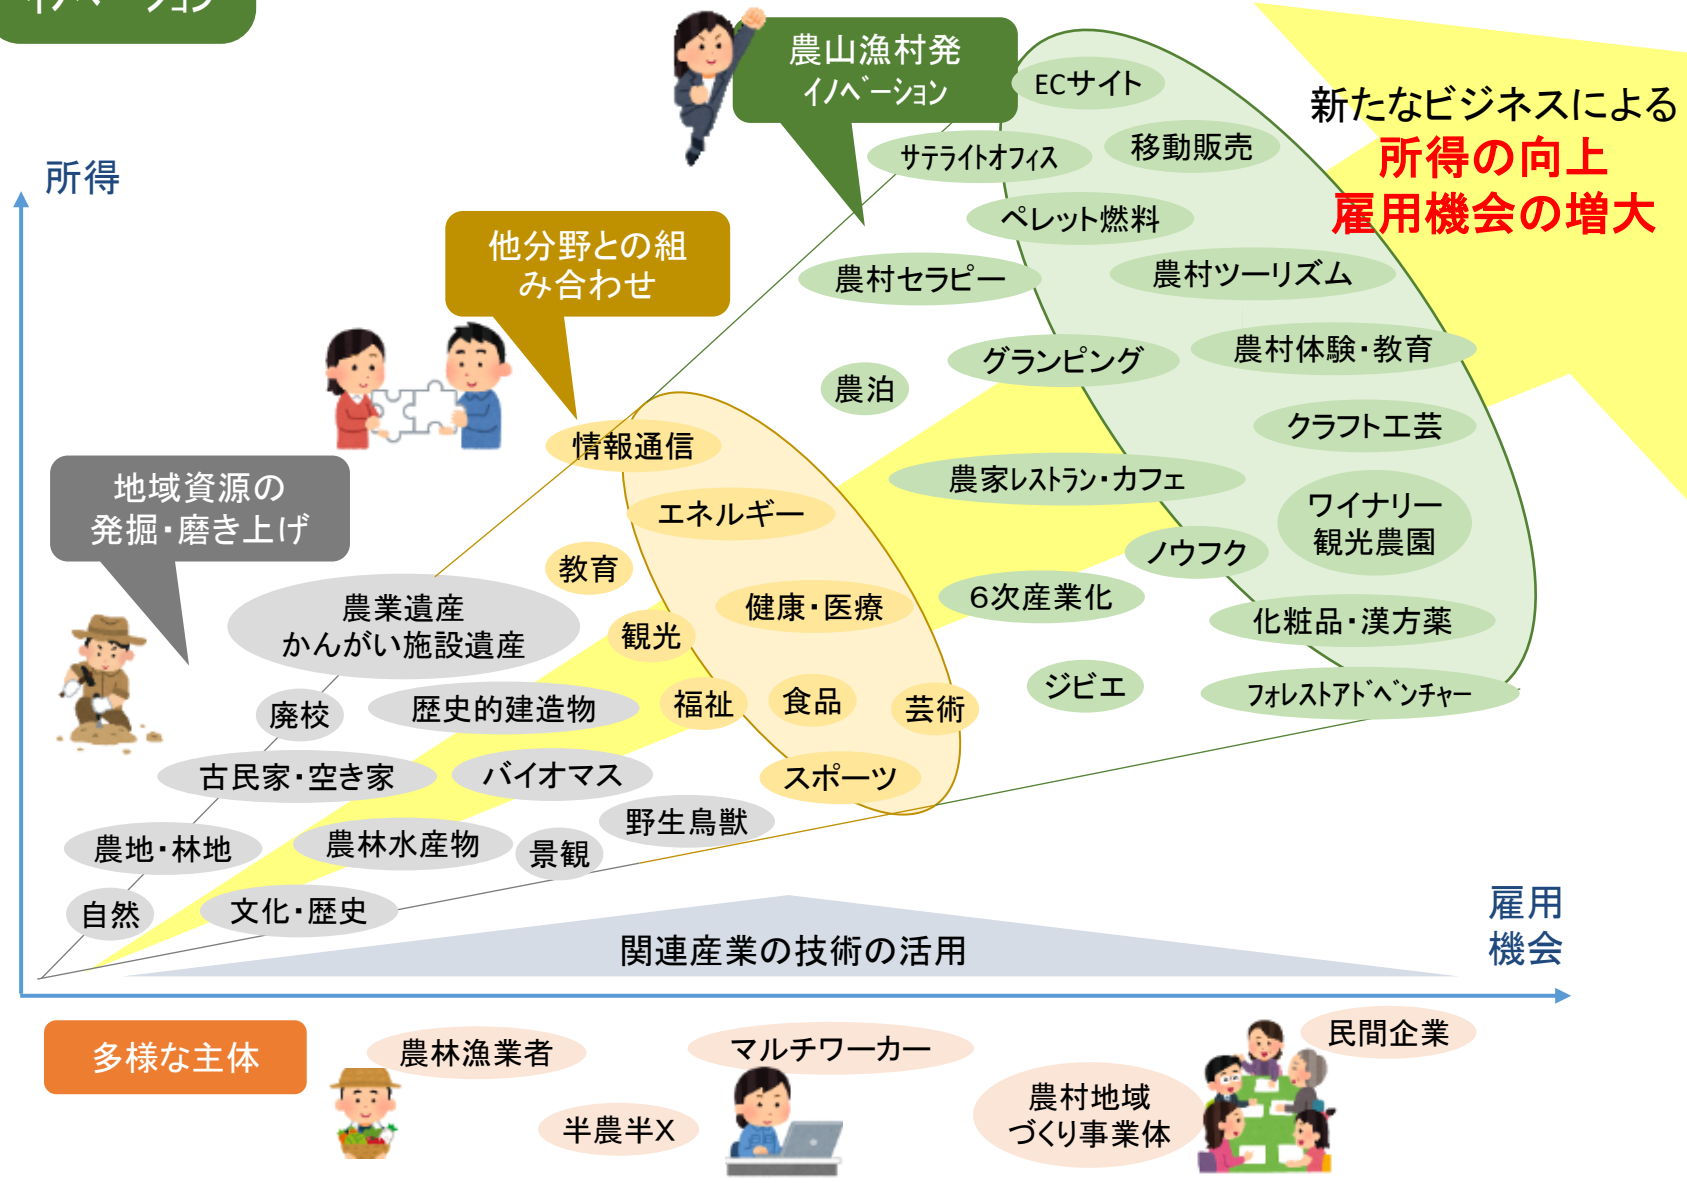 イノベーション
農山漁村発
イノベーション
ECサイト
サテライトオフィス
移動販売
ペレット燃料
農村セラピー
農村ツーリズム
グランピング
農村体験・教育
農泊
クラフト工芸
農家レストラン・カフェ
ワイナリー
観光農園
ノウフク
6次産業化
化粧品・漢方薬
ジビエ
フォレストアドベンチャー
新たなビジネスによる
所得の向上
雇用機会の増大
所得
他分野との組
み合わせ
情報通信
エネルギー
教育
健康・医療
観光
福祉
食品
芸術
スポーツ
地域資源の
発掘・磨き上げ
農業遺産
かんがい施設遺産
廃校
歴史的建造物
古民家・空き家
バイオマス
野生鳥獣
農地・林地
農林水産物
景観
自然
文化・歴史
関連産業の技術の活用
雇用
機会
多様な主体
農林漁業者
半農半X
マルチワーカー
農村地域
づくり事業体
民間企業